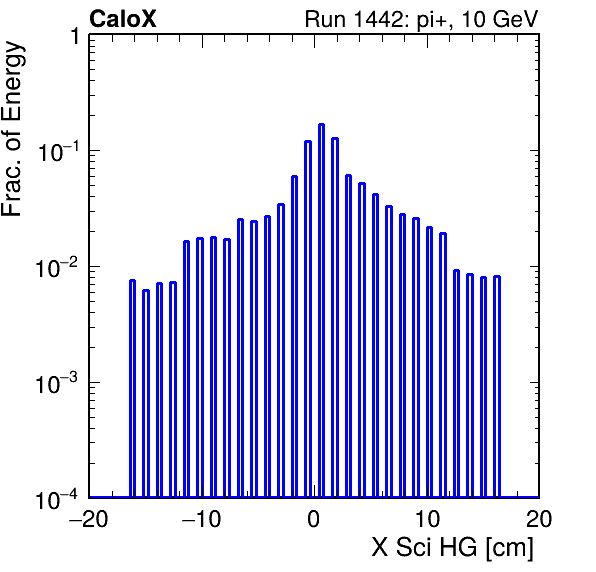 CaloX Run 1442: pi+, 10 GeV
Frac. of Energy
1
10⁻¹
10⁻²
10⁻³
10⁻⁴
−20 −10 0 10 20
X Sci HG [cm]